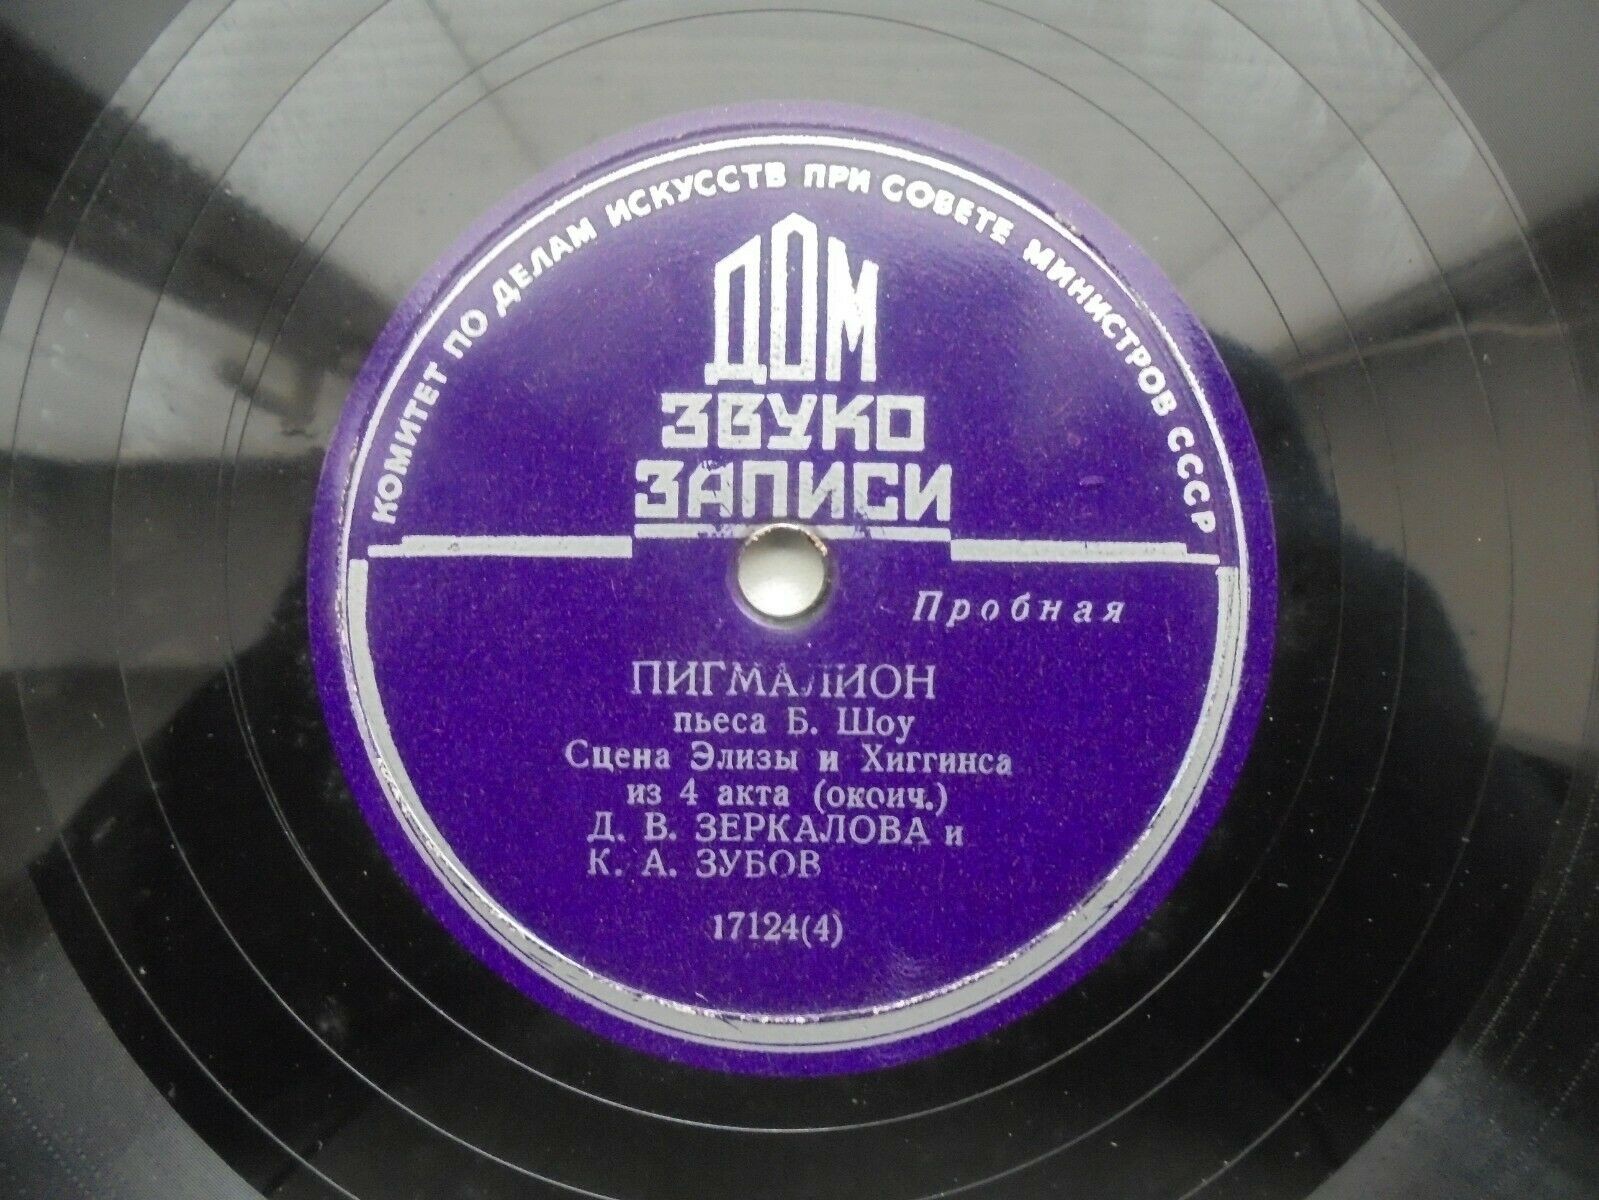 КОМИТЕТ ПО ДЕЛАМ ИСКУССТВ ПРИ СОВЕТЕ МИНИСТРОВ СССР
ДОМ
ЗВУКО
ЗАПИСИ
Пробная
ПИГМАЛИОН
пьеса Б. Шоу
Сцена Элизы и Хиггинса
из 4 акта (окоич.)
Д. В. ЗЕРКАЛОВА и
К. А. ЗУБОВ
17124(4)